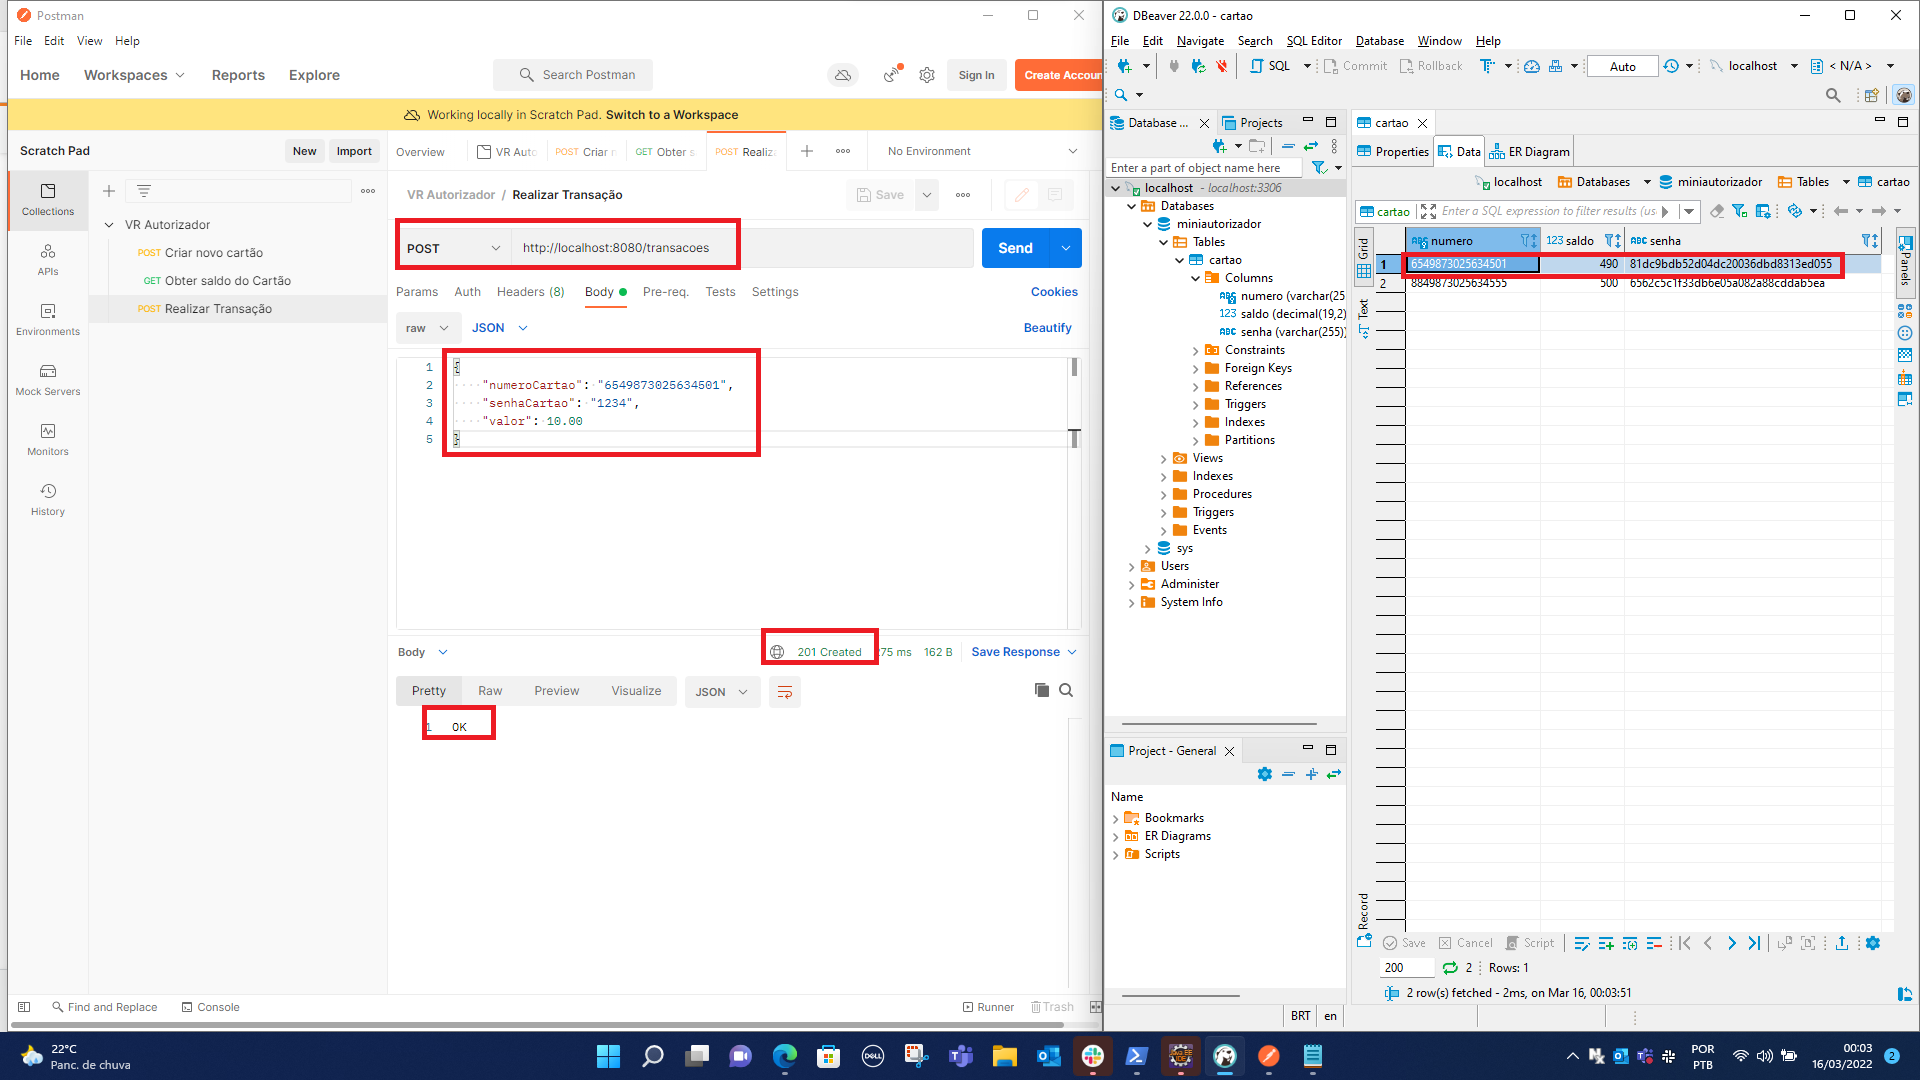 Postman
File Edit View Help
Home Workspaces Reports Explore
Search Postman
Sign In
Create Accoun
Working locally in Scratch Pad. Switch to a Workspace
Scratch Pad
New Import
Overview
VR Auto
POST Criar n
GET Obter s
POST Realiz
No Environment
Collections
APIs
Environments
Mock Servers
Monitors
History
VR Autorizador
POST Criar novo cartão
GET Obter saldo do Cartão
POST Realizar Transação
VR Autorizador / Realizar Transação
Save
POST
http://localhost:8080/transacoes
Send
Params Auth Headers (8) Body Pre-req. Tests Settings
Cookies
raw JSON
Beautify
1 {
2 "numeroCartao": "6549873025634501",
3 "senhaCartao": "1234",
4 "valor": 10.00
5 }
Body
201 Created
75 ms 162 B Save Response
Pretty Raw Preview Visualize JSON
1 OK
Find and Replace Console
Runner Trash
DBeaver 22.0.0 - cartao
File Edit Navigate Search SQL Editor Database Window Help
SQL Commit Rollback Auto localhost < N/A >
Database ... Projects
Enter a part of object name here
localhost - localhost:3306
Databases
miniautorizador
Tables
cartao
Columns
numero (varchar(25
saldo (decimal(19,2)
senha (varchar(255))
Constraints
Foreign Keys
References
Triggers
Indexes
Partitions
Views
Indexes
Procedures
Triggers
Events
sys
Users
Administer
System Info
Project - General
Name
Bookmarks
ER Diagrams
Scripts
cartao
Properties Data ER Diagram
localhost Databases miniautorizador Tables cartao
cartao Enter a SQL expression to filter results (us
Grid
Text
Record
Panels
ABC numero 123 saldo ABC senha
1 6549873025634501 490 81dc9bdb52d04dc20036dbd8313ed055
2 8849873025634555 500 6562c5c1f33db6e05a082a88cddab5ea
Save Cancel Script
200 2 Rows: 1
2 row(s) fetched - 2ms, on Mar 16, 00:03:51
BRT en
22°C
Panc. de chuva
DELL
POR
PTB
00:03
16/03/2022
2